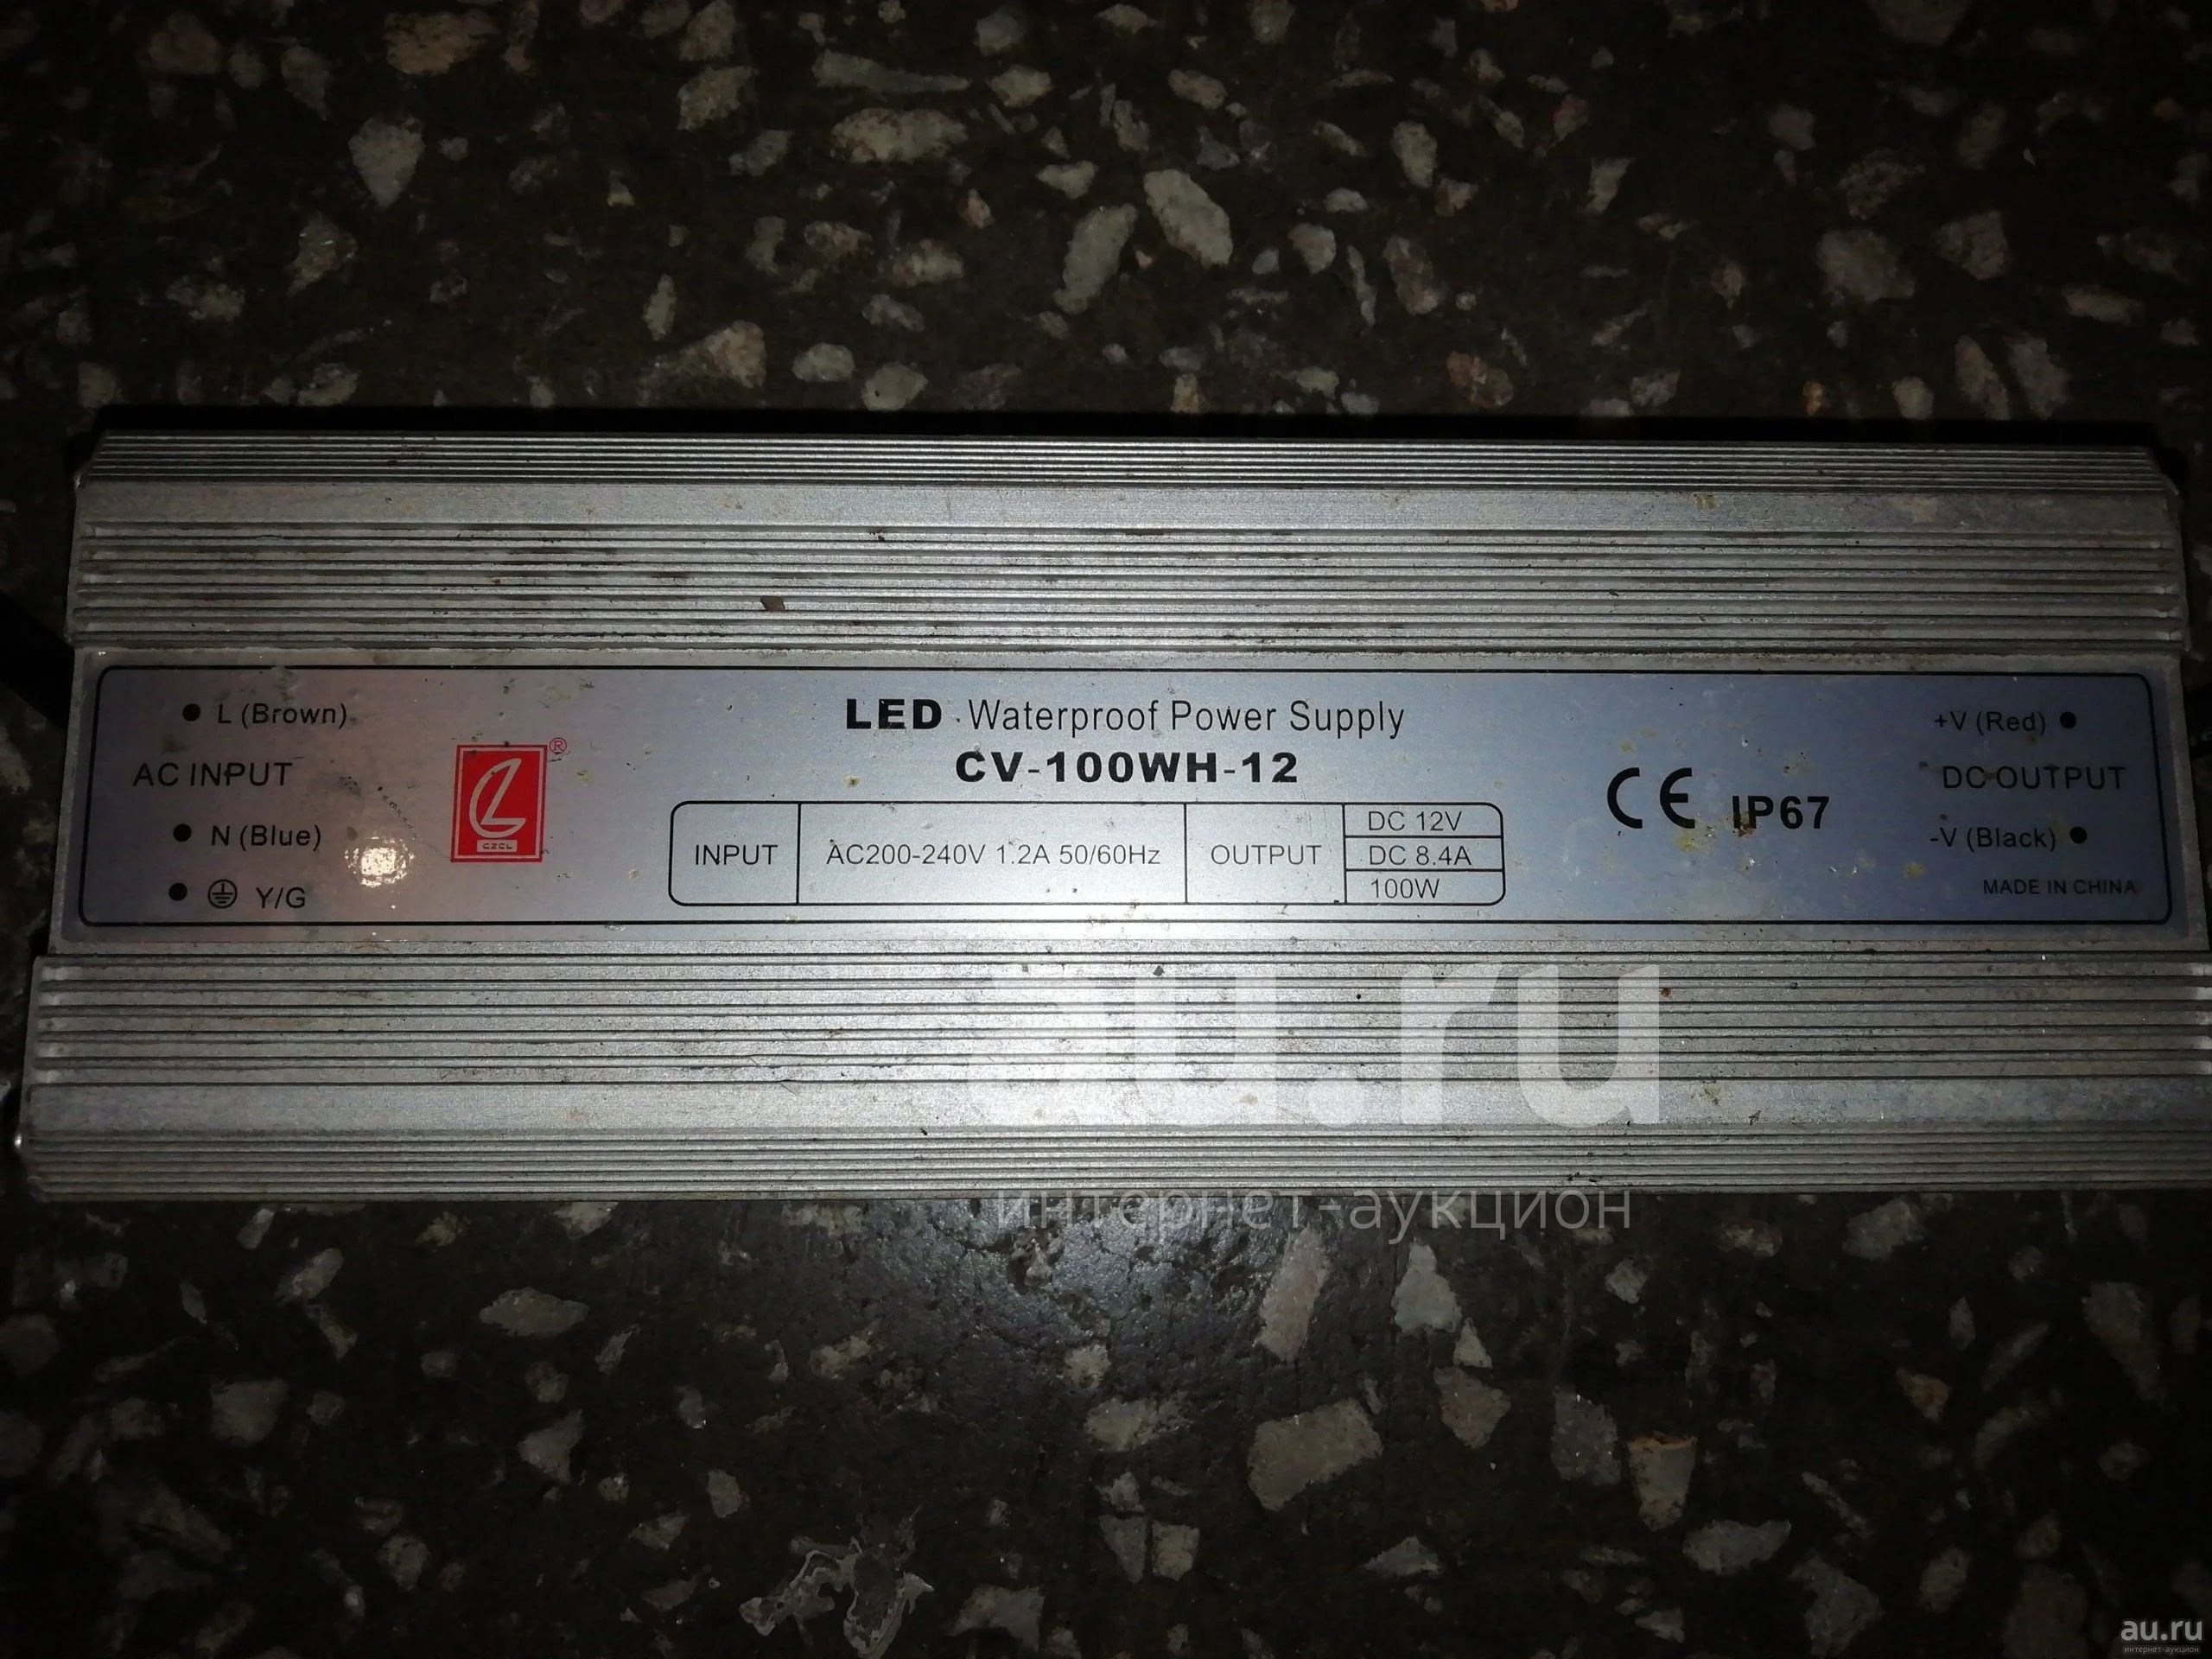 L (Brown)
AC INPUT
N (Blue)
Y/G
®
CZCL
LED Waterproof Power Supply
CV-100WH-12
INPUT AC200-240V 1.2A 50/60Hz OUTPUT DC 12V
DC 8.4A
100W
CE IP67
+V (Red)
DC OUTPUT
-V (Black)
MADE IN CHINA
au.ru
интернет-аукцион
au.ru
интернет-аукцион